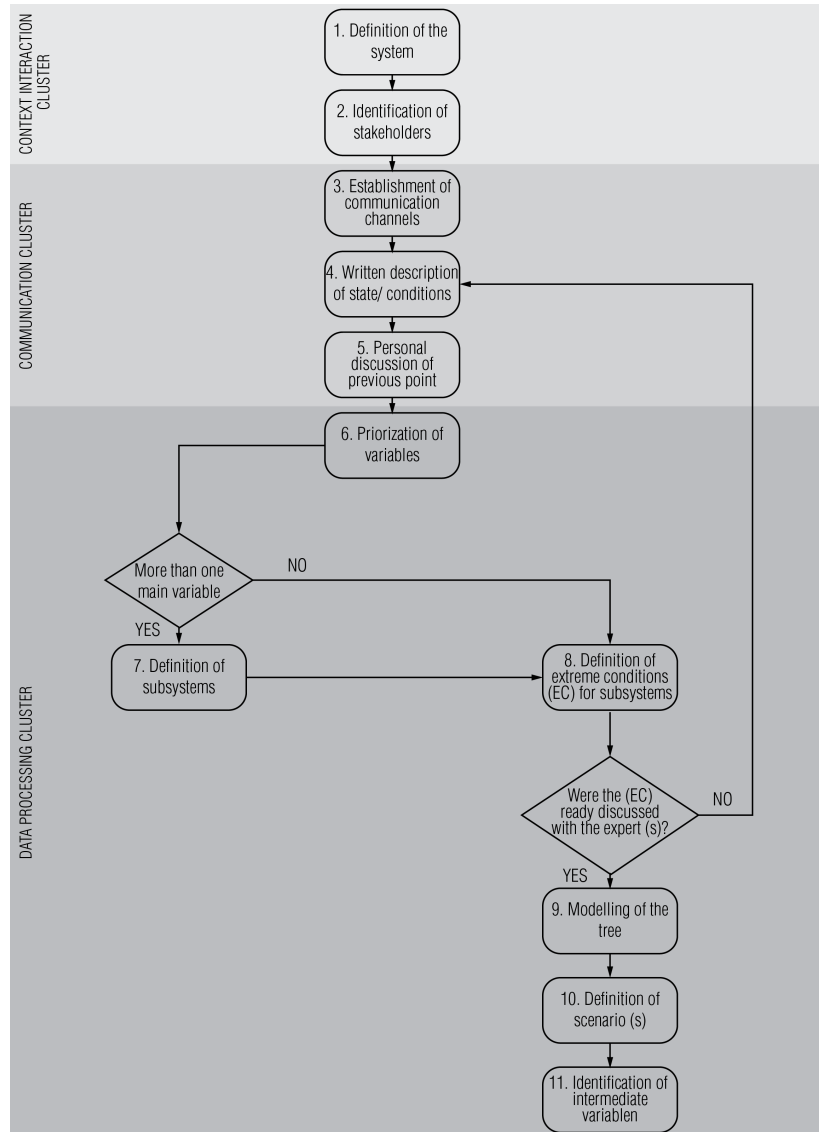 CONTEXT INTERACTION
CLUSTER
1. Definition of the
system
2. Identification of
stakeholders
COMMUNICATION CLUSTER
3. Establishment of
communication
channels
4. Written description
of state/ conditions
5. Personal
discussion of
previous point
DATA PROCESSING CLUSTER
6. Priorization of
variables
More than one
main variable
NO
YES
7. Definition of
subsystems
8. Definition of
extreme conditions
(EC) for subsystems
Were the (EC)
ready discussed
with the expert (s)?
NO
YES
9. Modelling of the
tree
10. Definition of
scenario (s)
11. Identification of
intermediate
variablen